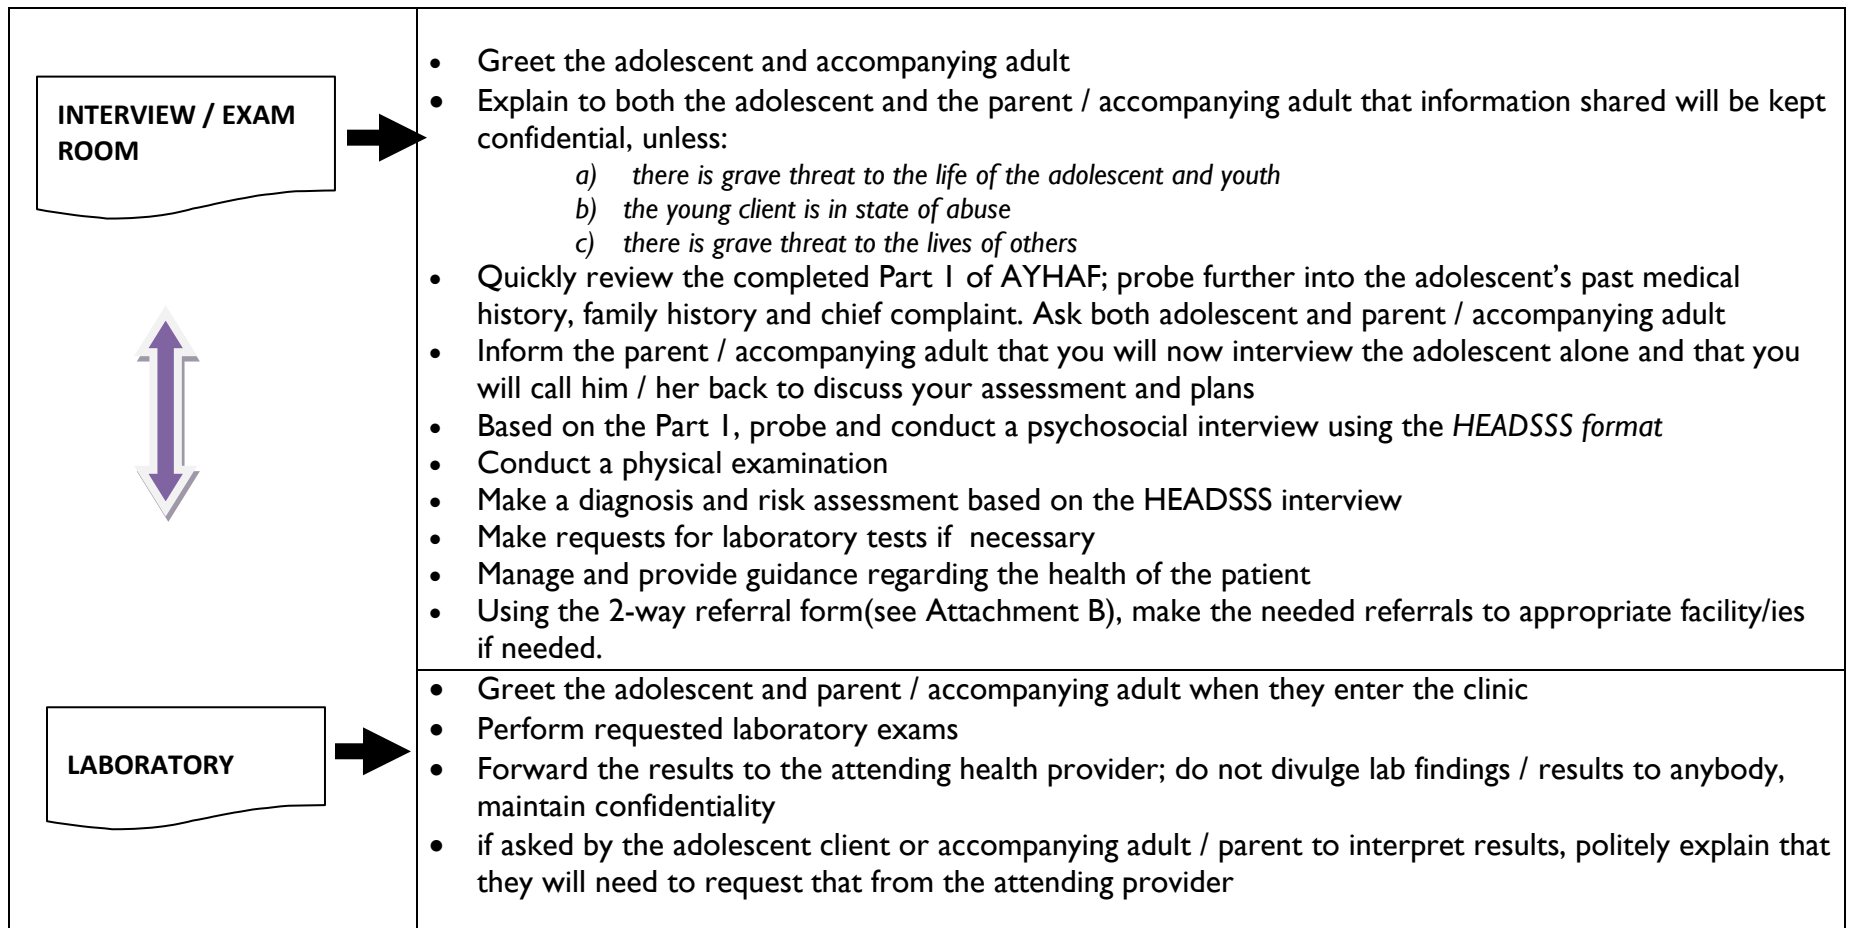 INTERVIEW / EXAM
ROOM
• Greet the adolescent and accompanying adult
• Explain to both the adolescent and the parent / accompanying adult that information shared will be kept
confidential, unless:
a) there is grave threat to the life of the adolescent and youth
b) the young client is in state of abuse
c) there is grave threat to the lives of others
• Quickly review the completed Part 1 of AYHAF; probe further into the adolescent’s past medical
history, family history and chief complaint. Ask both adolescent and parent / accompanying adult
• Inform the parent / accompanying adult that you will now interview the adolescent alone and that you
will call him / her back to discuss your assessment and plans
• Based on the Part 1, probe and conduct a psychosocial interview using the HEADSSS format
• Conduct a physical examination
• Make a diagnosis and risk assessment based on the HEADSSS interview
• Make requests for laboratory tests if necessary
• Manage and provide guidance regarding the health of the patient
• Using the 2-way referral form(see Attachment B), make the needed referrals to appropriate facility/ies
if needed.
LABORATORY
• Greet the adolescent and parent / accompanying adult when they enter the clinic
• Perform requested laboratory exams
• Forward the results to the attending health provider; do not divulge lab findings / results to anybody,
maintain confidentiality
• if asked by the adolescent client or accompanying adult / parent to interpret results, politely explain that
they will need to request that from the attending provider